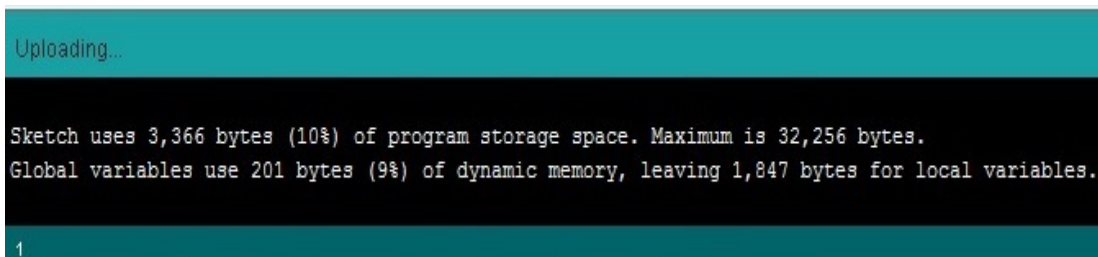 Uploading...
Sketch uses 3,366 bytes (10%) of program storage space. Maximum is 32,256 bytes.
Global variables use 201 bytes (9%) of dynamic memory, leaving 1,847 bytes for local variables.
1